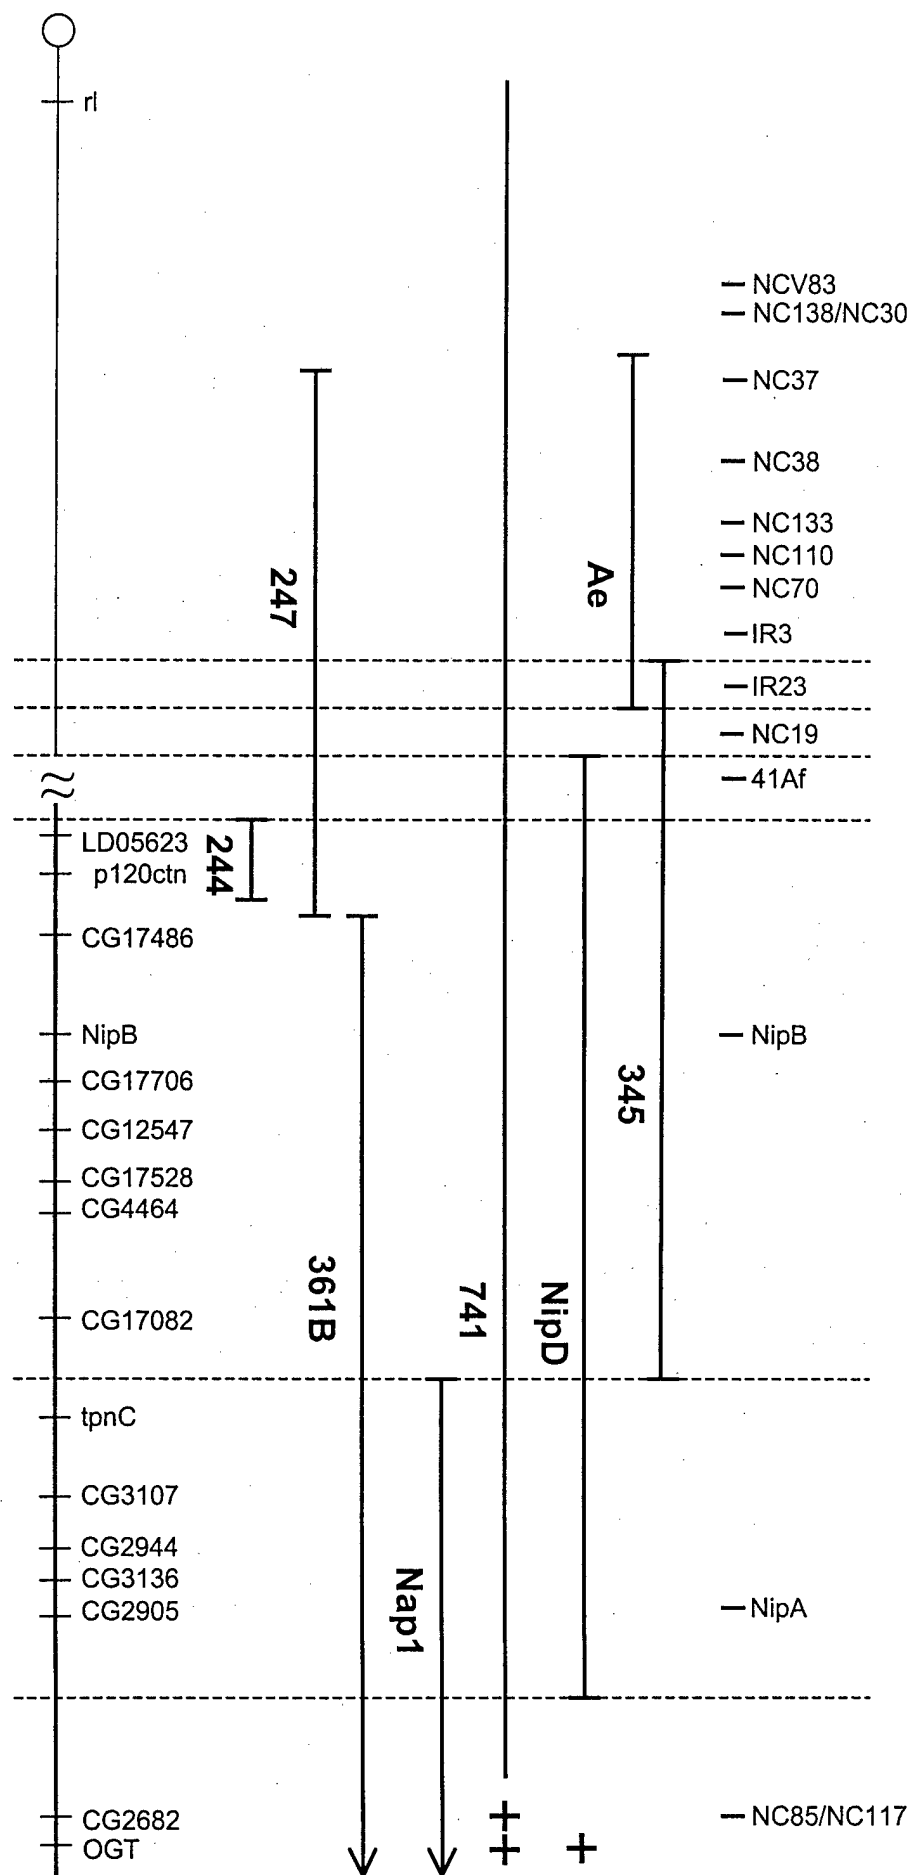 rl
NCV83
NC138/NC30
NC37
NC38
NC133
NC110
NC70
IR3
IR23
NC19
41Af
247
Ae
LD05623
p120ctn
244
CG17486
NipB
NipB
CG17706
CG12547
CG17528
CG4464
CG17082
345
361B
741
NipD
tpnC
CG3107
CG2944
CG3136
CG2905
Nap1
NipA
CG2682
OGT
+
+
+
NC85/NC117